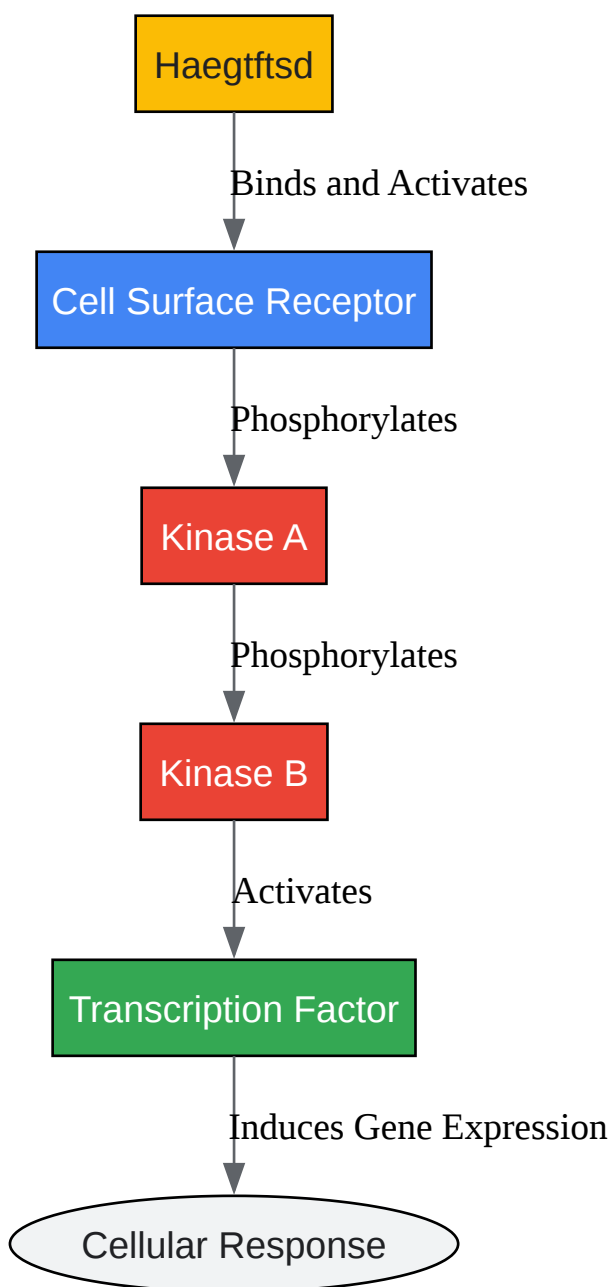 Haegtftsd
Binds and Activates
Cell Surface Receptor
Phosphorylates
Kinase A
Phosphorylates
Kinase B
Activates
Transcription Factor
Induces Gene Expression
Cellular Response